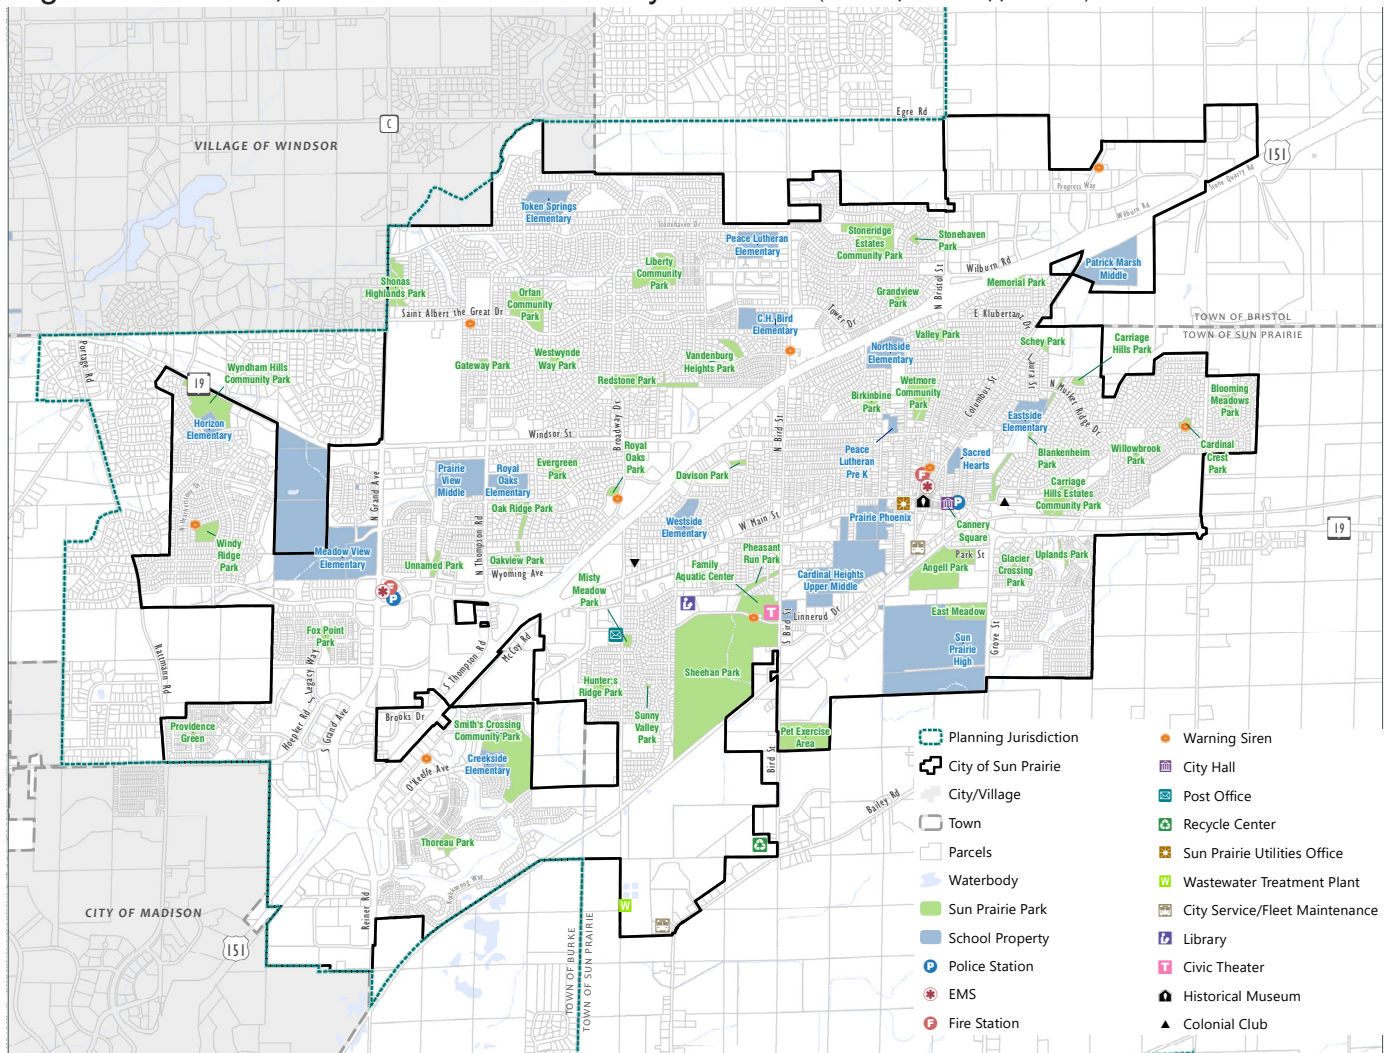 Egre Rd
C
VILLAGE OF WINDSOR
151
Progress Way
Stone Quarry Rd
Wilburn Rd
Token Springs
Elementary
Stonehaven Dr
Peace Lutheran
Elementary
Stoneridge
Estates
Community Park
Stonehaven
Park
Patrick Marsh
Middle
Wilburn Rd
N Bristol St
Liberty
Community
Park
Shonas
Highlands Park
Orfan
Community
Park
Grandview
Park
Memorial Park
Saint Albert the Great Dr
C.H. Bird
Elementary
Tower Dr
E Klubertanz Dr
TOWN OF BRISTOL
TOWN OF SUN PRAIRIE
Valley Park
Schey Park
Carriage
Hills Park
Portage Rd
Northside
Elementary
Gateway Park
Westwynde
Way Park
Vandenburg
Heights Park
Wyndham Hills
Community Park
19
Redstone Park
Wetmore
Community
Park
Birkinbine
Park
Columbus St
N Musket Ridge Dr
Blooming
Meadows
Park
Horizon
Elementary
Broadway Dr
N Bird St
Eastside
Elementary
Windsor St
Royal
Oaks
Park
Peace
Lutheran
Pre K
Sacred
Hearts
Blankenheim
Park
Willowbrook
Park
Cardinal
Crest
Park
Prairie
View
Middle
Royal
Oaks
Elementary
Evergreen
Park
Davison Park
Carriage
Hills Estates
Community Park
N Grand Ave
Oak Ridge Park
Westside
Elementary
W Main St
Prairie Phoenix
Cannery
Square
19
Windy
Ridge
Park
Meadow View
Elementary
Unnamed Park
N Thompson Rd
Oakview Park
Wyoming Ave
Pheasant
Run Park
Family
Aquatic Center
Park St
Angell Park
Glacier
Crossing
Park
Uplands Park
Misty
Meadow
Park
Cardinal Heights
Upper Middle
Linnerud Dr
East Meadow
Fox Point
Park
S Bird St
Sun
Prairie
High
Grove St
Rattmann Rd
Legacy Way
S Thompson Rd
McCoy Rd
Sheehan Park
Hunter;s
Ridge Park
Sunny
Valley
Park
Providence
Green
Hoepker Rd
S Grand Ave
Brooks Dr
Smith's Crossing
Community Park
Creekside
Elementary
O'Keeffe Ave
Pet Exercise
Area
Bird St
Bailey Rd
Thoreau Park
Reiner Rd
CITY OF MADISON
151
TOWN OF BURKE
TOWN OF SUN PRAIRIE
W
Planning Jurisdiction
City of Sun Prairie
City/Village
Town
Parcels
Waterbody
Sun Prairie Park
School Property
Police Station
EMS
Fire Station
Warning Siren
City Hall
Post Office
Recycle Center
Sun Prairie Utilities Office
Wastewater Treatment Plant
City Service/Fleet Maintenance
Library
Civic Theater
Historical Museum
Colonial Club